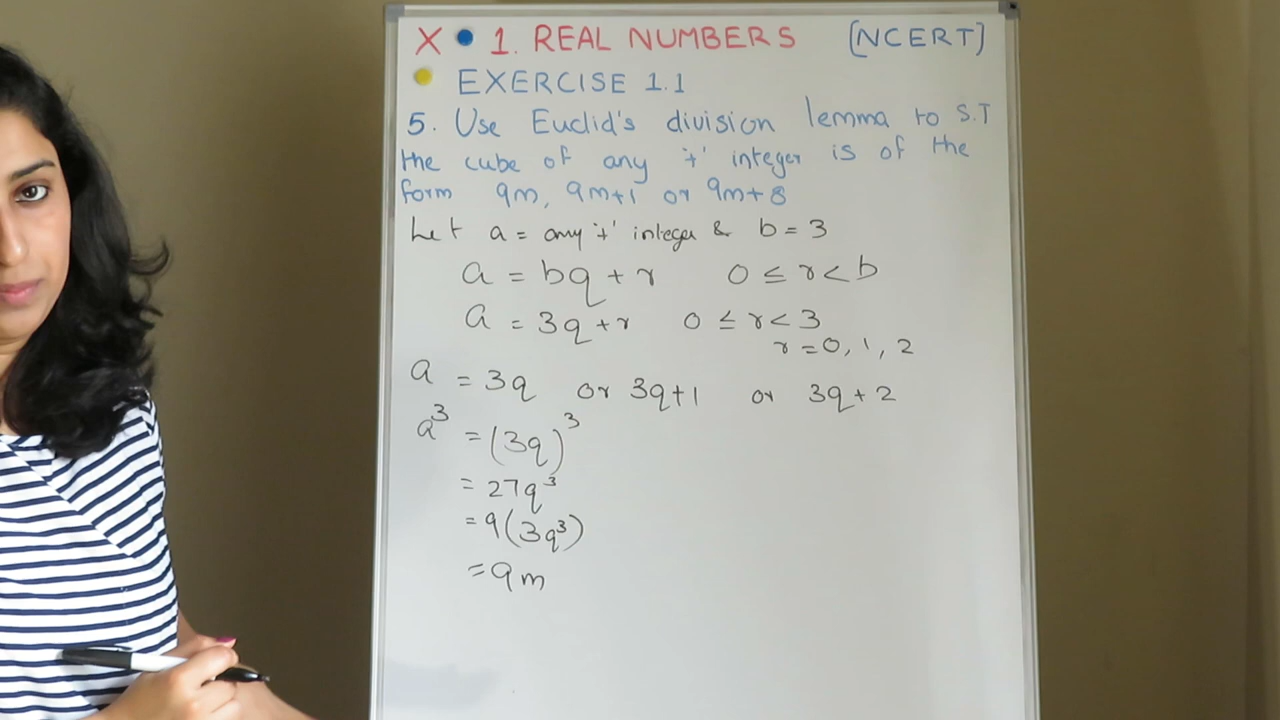 X • 1. REAL NUMBERS [NCERT]
• EXERCISE 1.1
5. Use Euclid's division lemma to S.T
the cube of any '+' integer is of the
form 9m, 9m+1 or 9m+8
Let a = any '+' integer & b = 3
a = bq + r 0 ≤ r < b
a = 3q + r 0 ≤ r < 3
r = 0, 1, 2
a = 3q or 3q+1 or 3q + 2
a³ = (3q)³
= 27q³
= 9(3q³)
= 9m